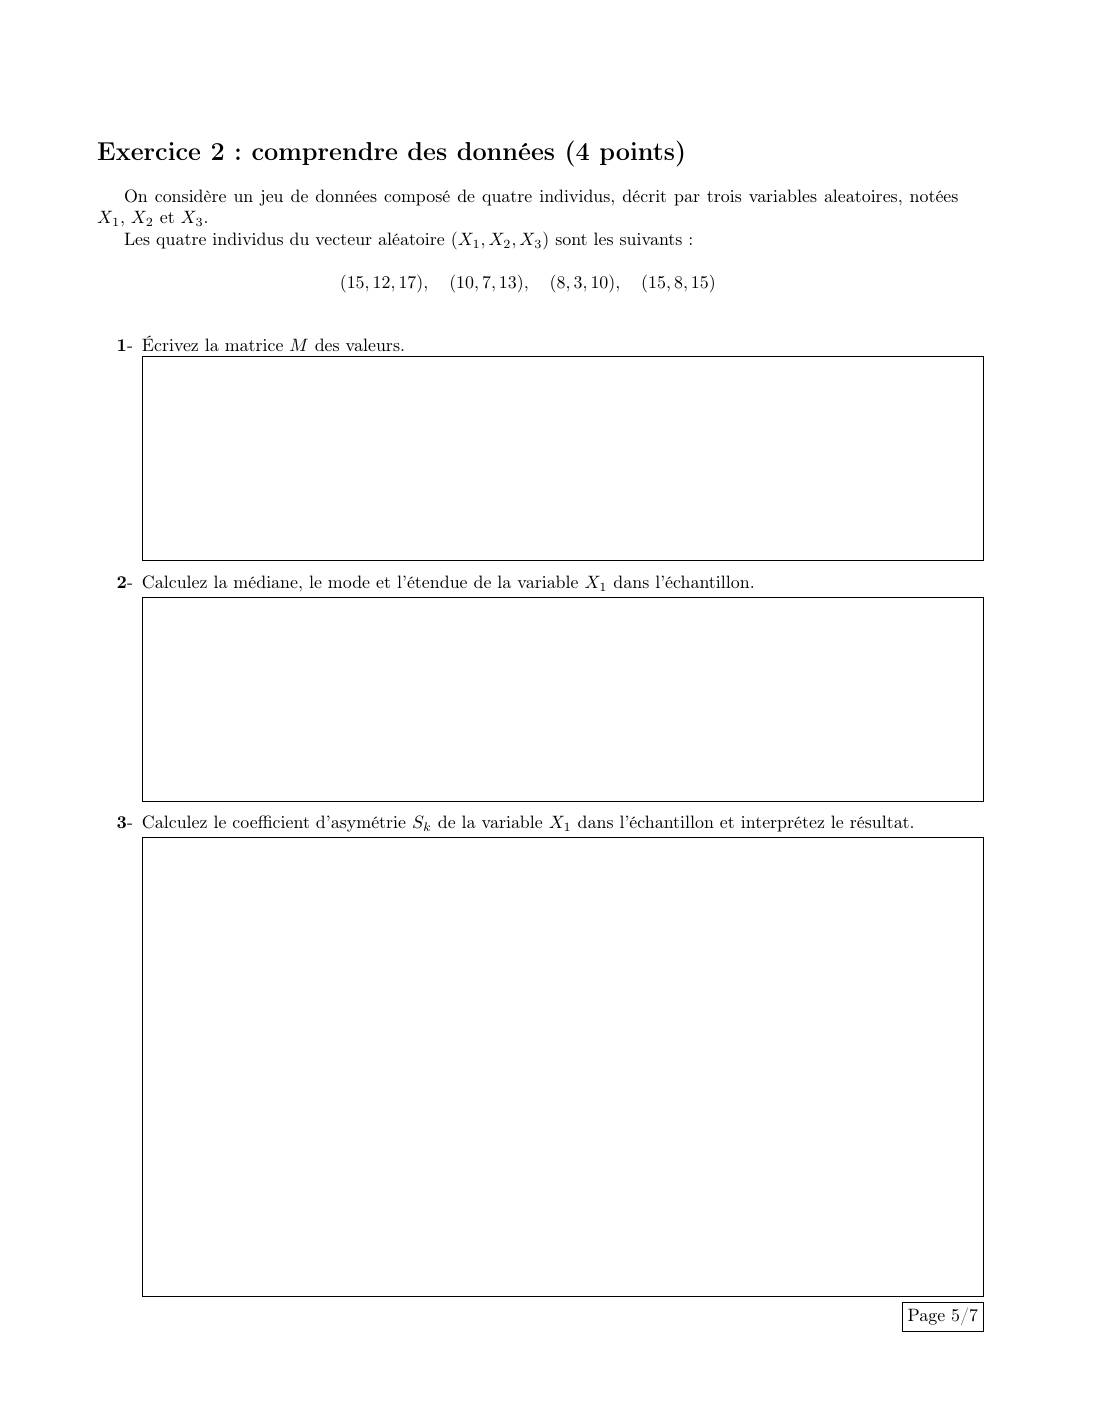 Exercice 2 : comprendre des données (4 points)
On considère un jeu de données composé de quatre individus, décrit par trois variables aleatoires, notées
X₁, X₂ et X₃.
Les quatre individus du vecteur aléatoire (X₁, X₂, X₃) sont les suivants :
(15, 12, 17), (10, 7, 13), (8, 3, 10), (15, 8, 15)
1- Écrivez la matrice M des valeurs.
2- Calculez la médiane, le mode et l'étendue de la variable X₁ dans l'échantillon.
3- Calculez le coefficient d'asymétrie Sₖ de la variable X₁ dans l'échantillon et interprétez le résultat.
Page 5/7